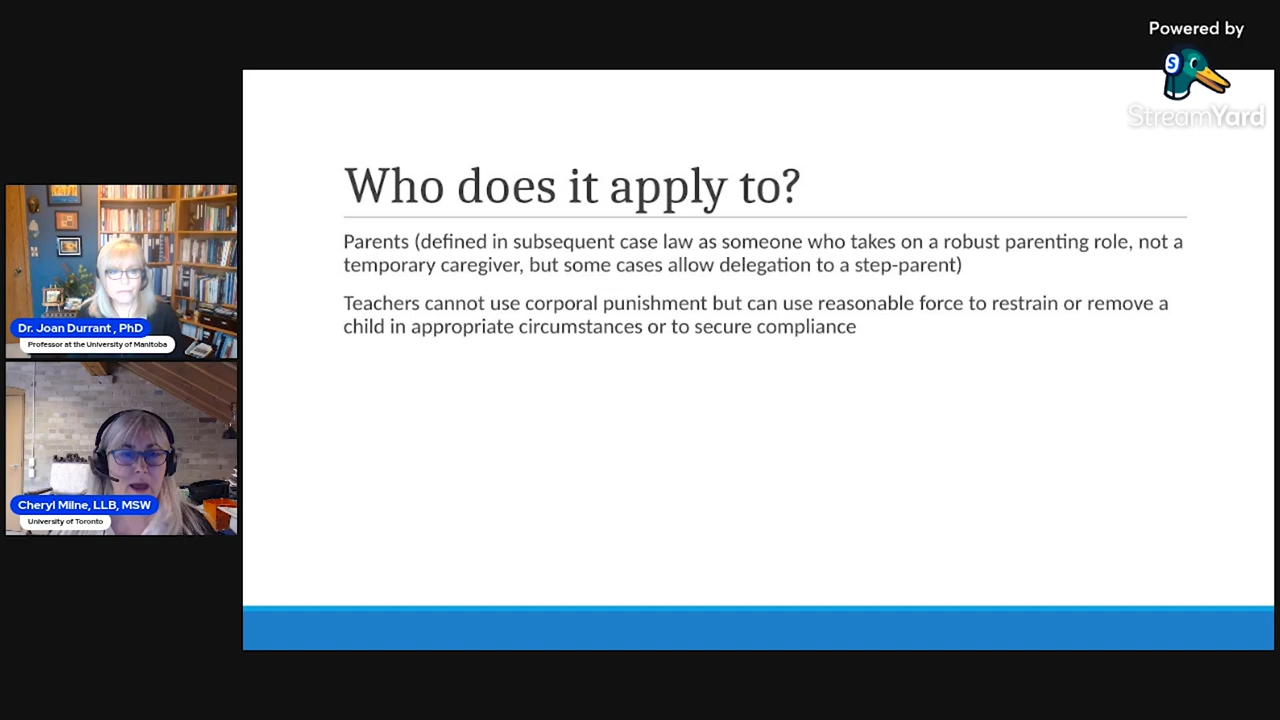 Powered by
S
StreamYard
Who does it apply to?
Parents (defined in subsequent case law as someone who takes on a robust parenting role, not a
temporary caregiver, but some cases allow delegation to a step-parent)
Teachers cannot use corporal punishment but can use reasonable force to restrain or remove a
child in appropriate circumstances or to secure compliance
Dr. Joan Durrant , PhD
Professor at the University of Manitoba
Cheryl Milne, LLB, MSW
University of Toronto